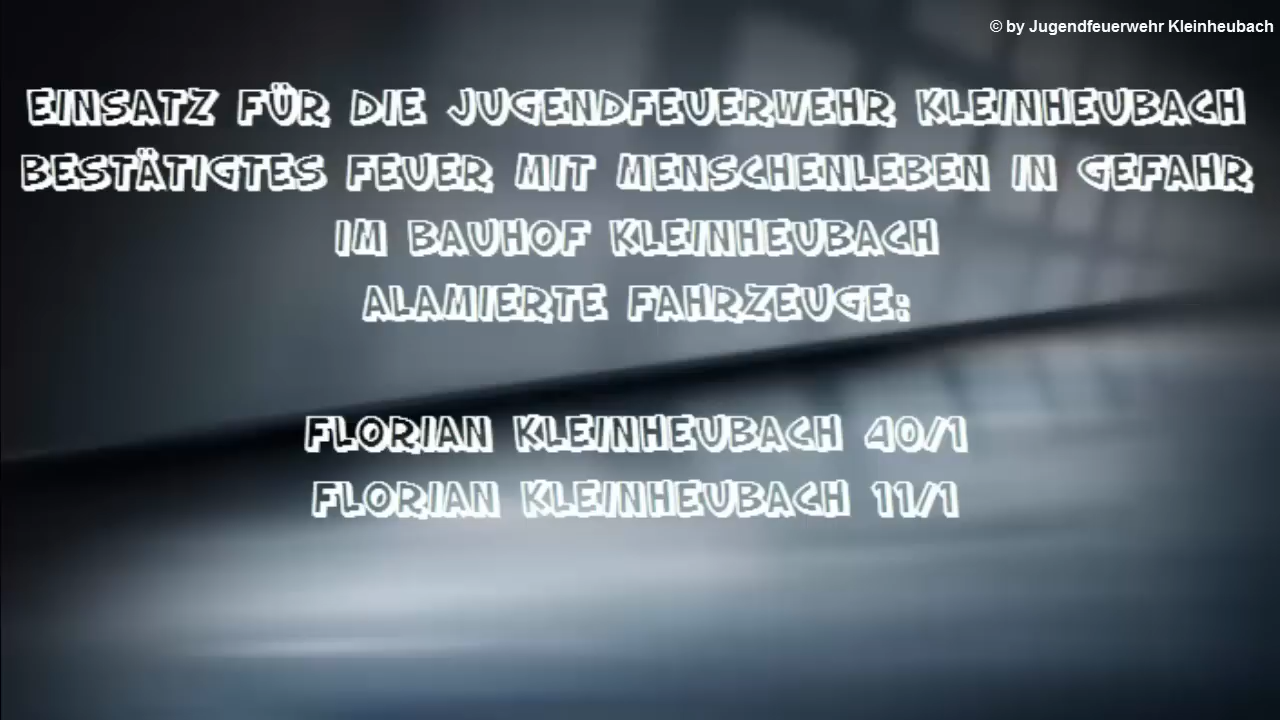 © by Jugendfeuerwehr Kleinheubach
EINSATZ FÜR DIE JUGENDFEUERWEHR KLEINHEUBACH
BESTÄTIGTES FEUER MIT MENSCHENLEBEN IN GEFAHR
IM BAUHOF KLEINHEUBACH
ALAMIERTE FAHRZEUGE:
FLORIAN KLEINHEUBACH 40/1
FLORIAN KLEINHEUBACH 11/1